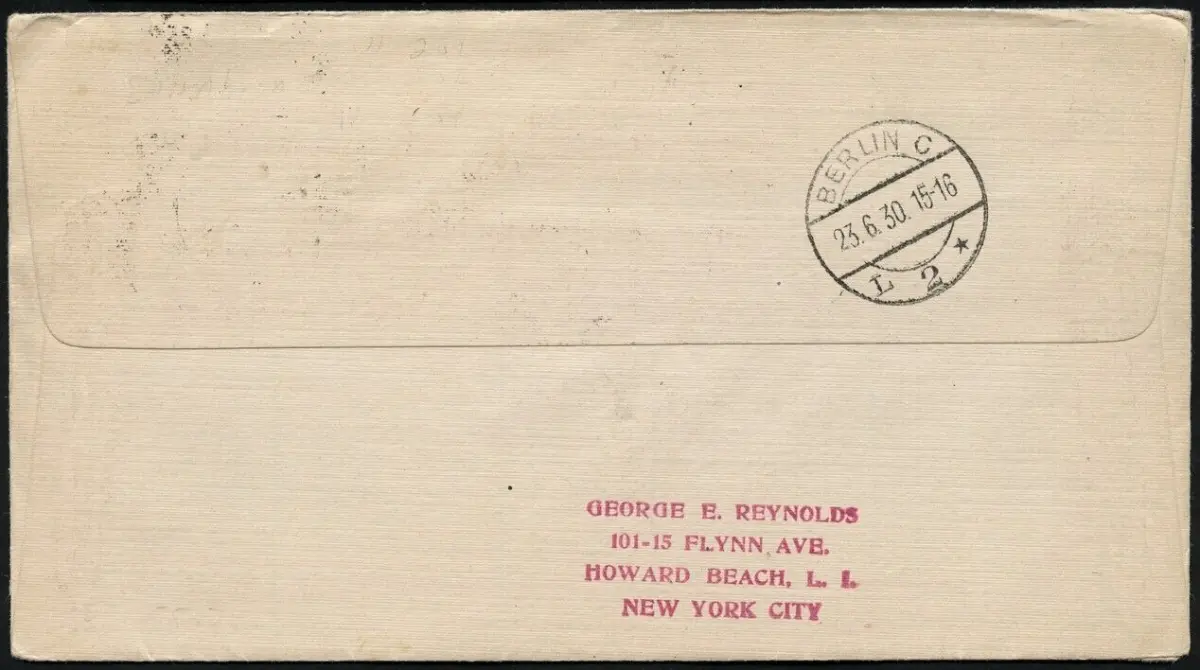 BERLIN C.
23.6.30.15-16
L 2 ★
GEORGE E. REYNOLDS
101-15 FLYNN AVE.
HOWARD BEACH, L. I.
NEW YORK CITY